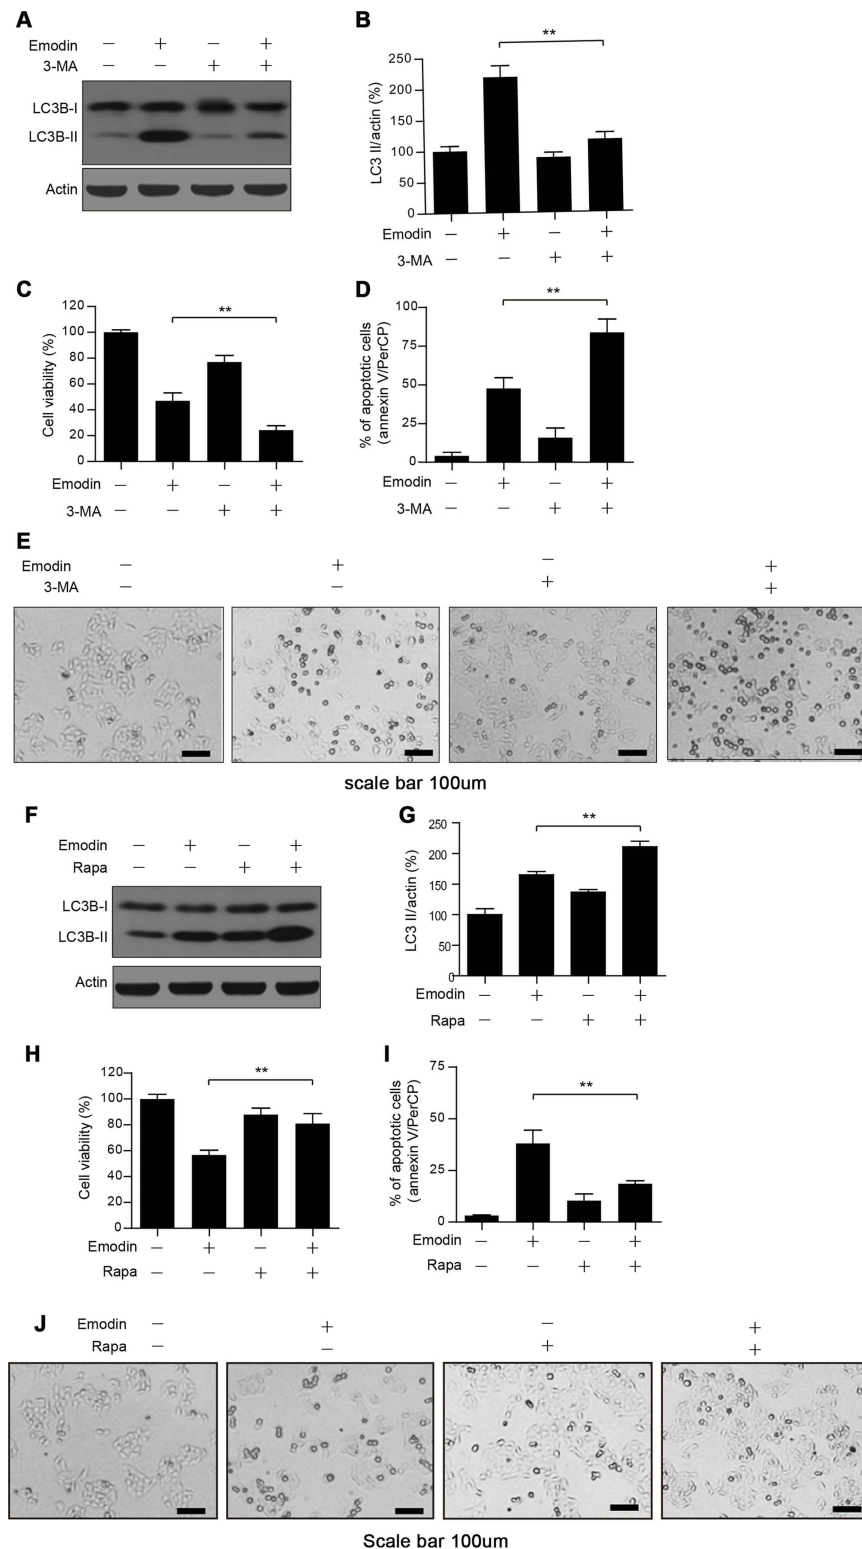 A
Emodin – + – +
3-MA – – + +
LC3B-I
LC3B-II
Actin
B
**
LC3 II/actin (%)
250
200
150
100
50
0
Emodin – + – +
3-MA – – + +
C
**
Cell viability (%)
120
100
80
60
40
20
0
Emodin – + – +
3-MA – – + +
D
**
% of apoptotic cells
(annexin V/PerCP)
100
75
50
25
0
Emodin – + – +
3-MA – – + +
E
Emodin – + – +
3-MA – – + +
scale bar 100um
F
Emodin – + – +
Rapa – – + +
LC3B-I
LC3B-II
Actin
G
**
LC3 II/actin (%)
250
200
150
100
50
0
Emodin – + – +
Rapa – – + +
H
**
Cell viability (%)
120
100
80
60
40
20
0
Emodin – + – +
Rapa – – + +
I
**
% of apoptotic cells
(annexin V/PerCP)
75
50
25
0
Emodin – + – +
Rapa – – + +
J
Emodin – + – +
Rapa – – + +
Scale bar 100um